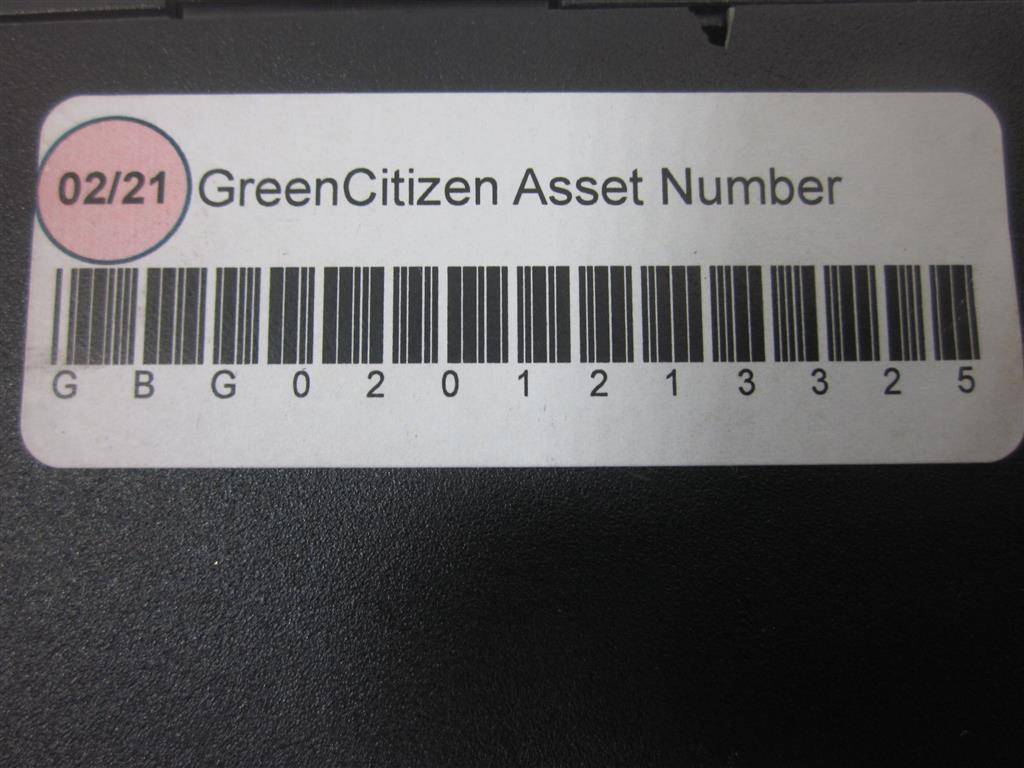 02/21 GreenCitizen Asset Number
G B G 0 2 0 1 2 1 3 3 2 5